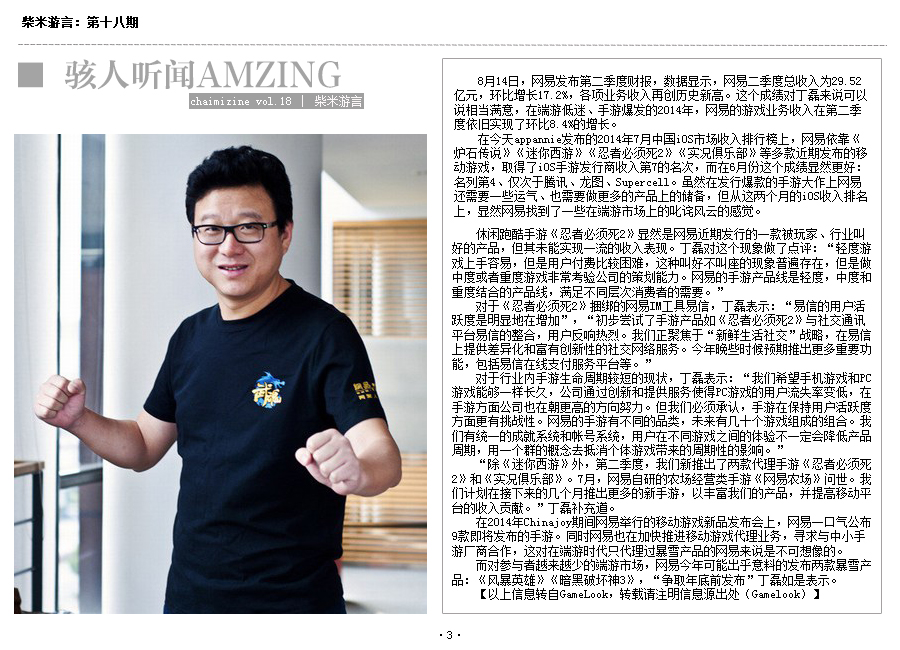 柴米游言：第十八期
骇人听闻AMZING
chaimizine vol.18 | 柴米游言
8月14日，网易发布第二季度财报，数据显示，网易二季度总收入为29.52
亿元，环比增长17.2%，各项业务收入再创历史新高。这个成绩对丁磊来说可以
说相当满意，在端游低迷、手游爆发的2014年，网易的游戏业务收入在第二季
度依旧实现了环比8.4%的增长。
在今天appannie发布的2014年7月中国iOS市场收入排行榜上，网易依靠《
炉石传说》《迷你西游》《忍者必须死2》《实况俱乐部》等多款近期发布的移
动游戏，取得了iOS手游发行商收入第7的名次，而在6月份这个成绩显然更好：
名列第4、仅次于腾讯、龙图、Supercell。虽然在发行爆款的手游大作上网易
还需要一些运气、也需要做更多的产品上的储备，但从这两个月的iOS收入排名
上，显然网易找到了一些在端游市场上的叱诧风云的感觉。
休闲跑酷手游《忍者必须死2》显然是网易近期发行的一款被玩家、行业叫
好的产品，但其未能实现一流的收入表现。丁磊对这个现象做了点评：“轻度游
戏上手容易，但是用户付费比较困难，这种叫好不叫座的现象普遍存在，但是做
中度或者重度游戏非常考验公司的策划能力。网易的手游产品线是轻度，中度和
重度结合的产品线，满足不同层次消费者的需要。”
对于《忍者必须死2》捆绑的网易IM工具易信，丁磊表示：“易信的用户活
跃度是明显地在增加”，“初步尝试了手游产品如《忍者必须死2》与社交通讯
平台易信的整合，用户反响热烈。我们正聚焦于“新鲜生活社交”战略，在易信
上提供差异化和富有创新性的社交网络服务。今年晚些时候预期推出更多重要功
能，包括易信在线支付服务平台等。”
对于行业内手游生命周期较短的现状，丁磊表示：“我们希望手机游戏和PC
游戏能够一样长久，公司通过创新和提供服务使得PC游戏的用户流失率变低，在
手游方面公司也在朝更高的方向努力。但我们必须承认，手游在保持用户活跃度
方面更有挑战性。网易的手游有不同的品类，未来有几十个游戏组成的组合。我
们有统一的成就系统和帐号系统，用户在不同游戏之间的体验不一定会降低产品
周期，用一个群的概念去抵消个体游戏带来的周期性的影响。”
“除《迷你西游》外，第二季度，我们新推出了两款代理手游《忍者必须死
2》和《实况俱乐部》。7月，网易自研的农场经营类手游《网易农场》问世。我
们计划在接下来的几个月推出更多的新手游，以丰富我们的产品，并提高移动平
台的收入贡献。”丁磊补充道。
在2014年Chinajoy期间网易举行的移动游戏新品发布会上，网易一口气公布
9款即将发布的手游。同时网易也在加快推进移动游戏代理业务，寻求与中小手
游厂商合作，这对在端游时代只代理过暴雪产品的网易来说是不可想像的。
而对参与者越来越少的端游市场，网易今年可能出乎意料的发布两款暴雪产
品：《风暴英雄》《暗黑破坏神3》，“争取年底前发布”丁磊如是表示。
【以上信息转自GameLook，转载请注明信息源出处（Gamelook）】
·3·